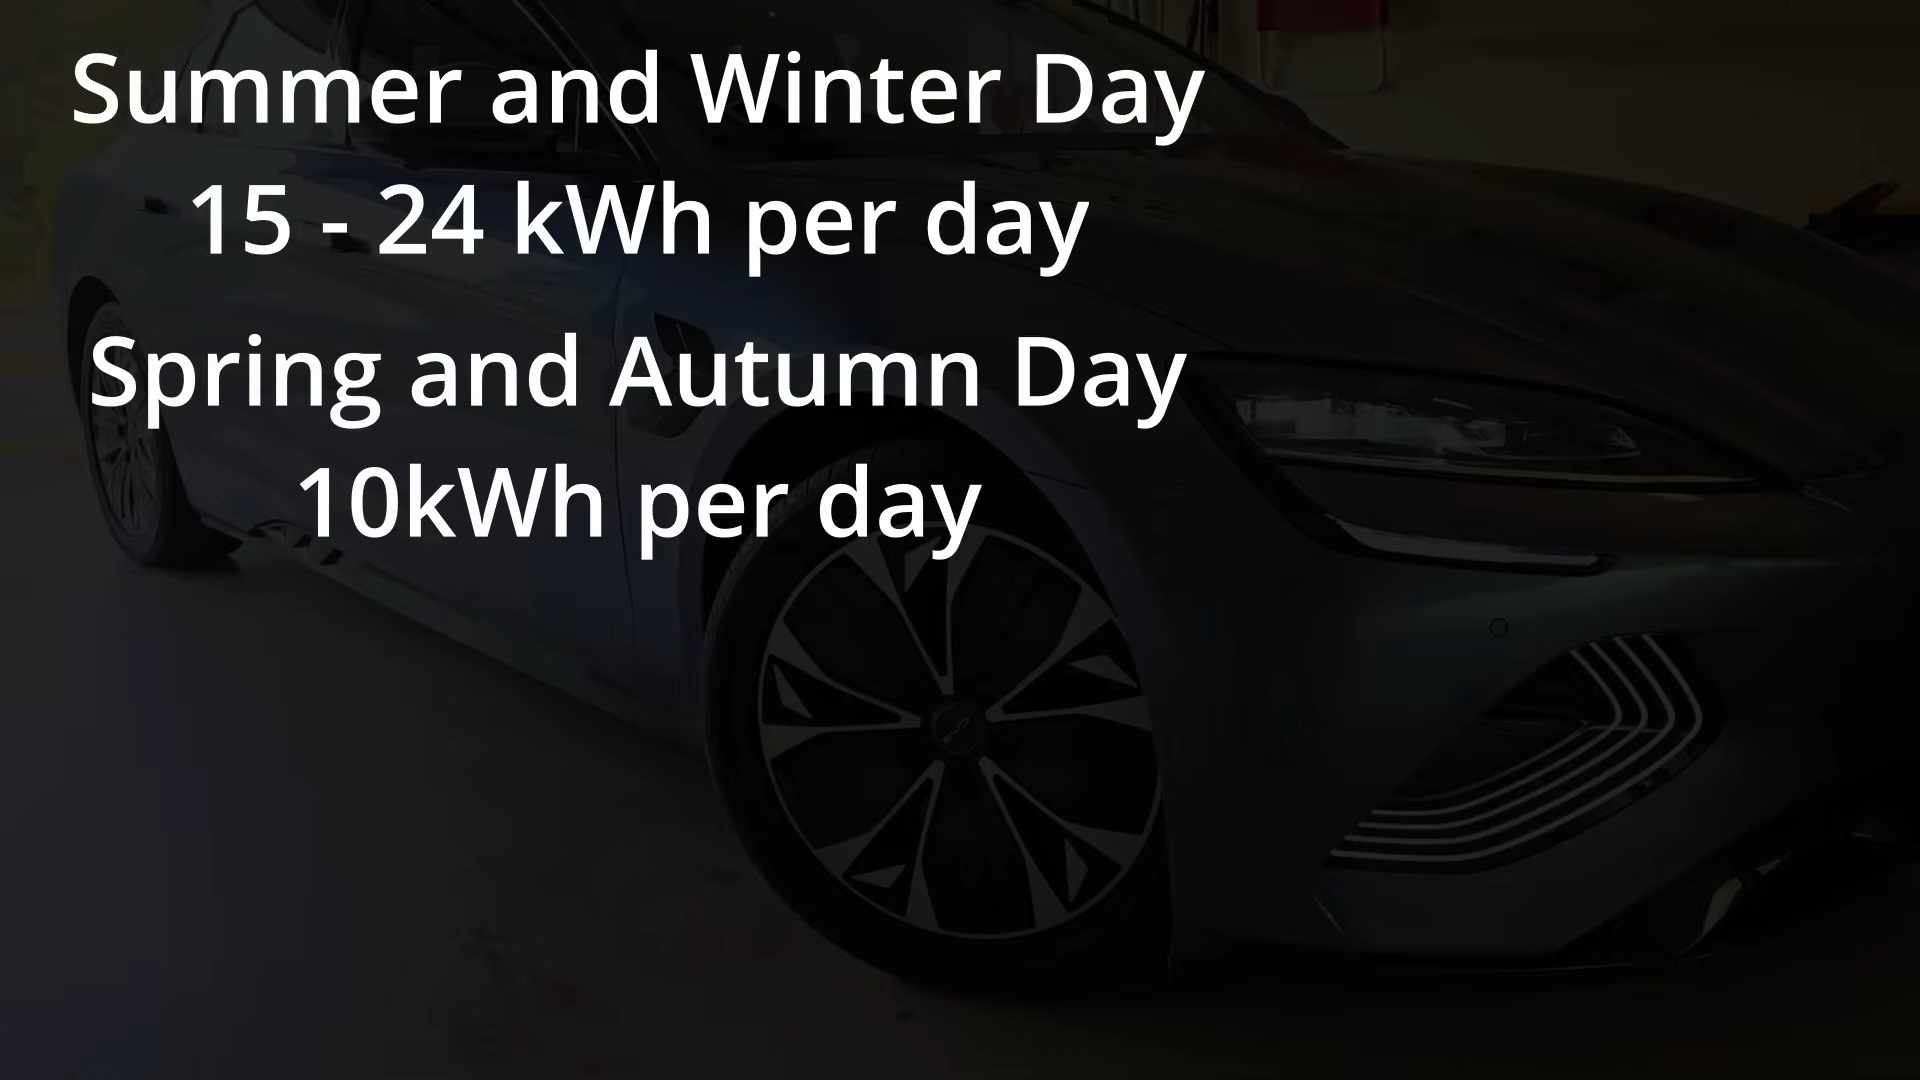 Summer and Winter Day
15 - 24 kWh per day
Spring and Autumn Day
10kWh per day